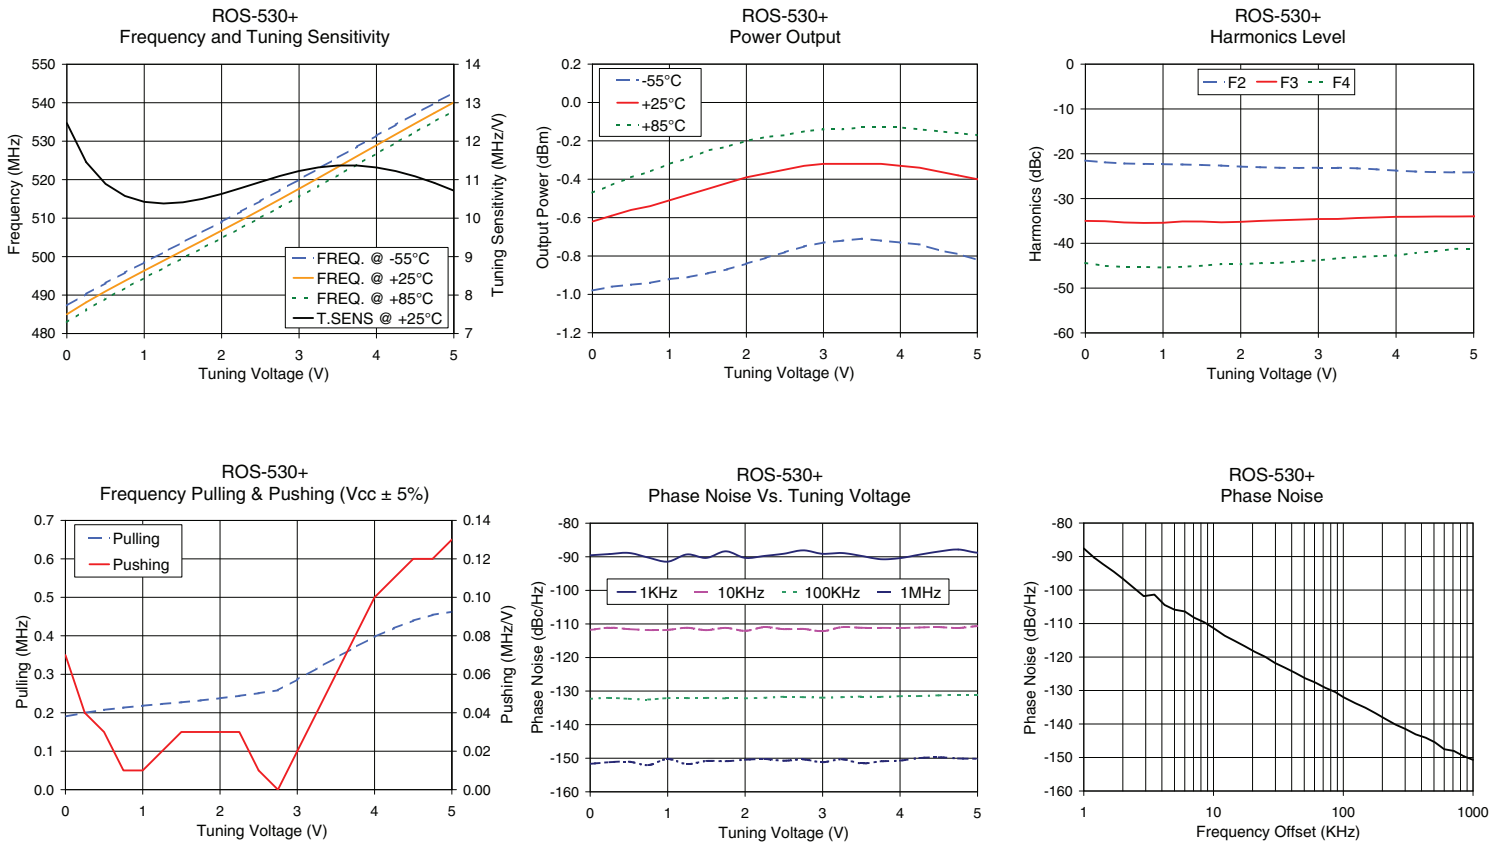 ROS-530+
Frequency and Tuning Sensitivity
550
540
530
520
510
500
490
480
14
13
12
11
10
9
8
7
Frequency (MHz)
Tuning Sensitivity (MHz/V)
FREQ. @ -55°C
FREQ. @ +25°C
FREQ. @ +85°C
T.SENS @ +25°C
0 1 2 3 4 5
Tuning Voltage (V)
ROS-530+
Power Output
0.2
0.0
-0.2
-0.4
-0.6
-0.8
-1.0
-1.2
Output Power (dBm)
-55°C
+25°C
+85°C
0 1 2 3 4 5
Tuning Voltage (V)
ROS-530+
Harmonics Level
0
-10
-20
-30
-40
-50
-60
Harmonics (dBc)
F2 F3 F4
0 1 2 3 4 5
Tuning Voltage (V)
ROS-530+
Frequency Pulling & Pushing (Vcc ± 5%)
0.7
0.6
0.5
0.4
0.3
0.2
0.1
0.0
0.14
0.12
0.10
0.08
0.06
0.04
0.02
0.00
Pulling (MHz)
Pushing (MHz/V)
Pulling
Pushing
0 1 2 3 4 5
Tuning Voltage (V)
ROS-530+
Phase Noise Vs. Tuning Voltage
-80
-90
-100
-110
-120
-130
-140
-150
-160
Phase Noise (dBc/Hz)
1KHz 10KHz 100KHz 1MHz
0 1 2 3 4 5
Tuning Voltage (V)
ROS-530+
Phase Noise
-80
-90
-100
-110
-120
-130
-140
-150
-160
Phase Noise (dBc/Hz)
1 10 100 1000
Frequency Offset (KHz)